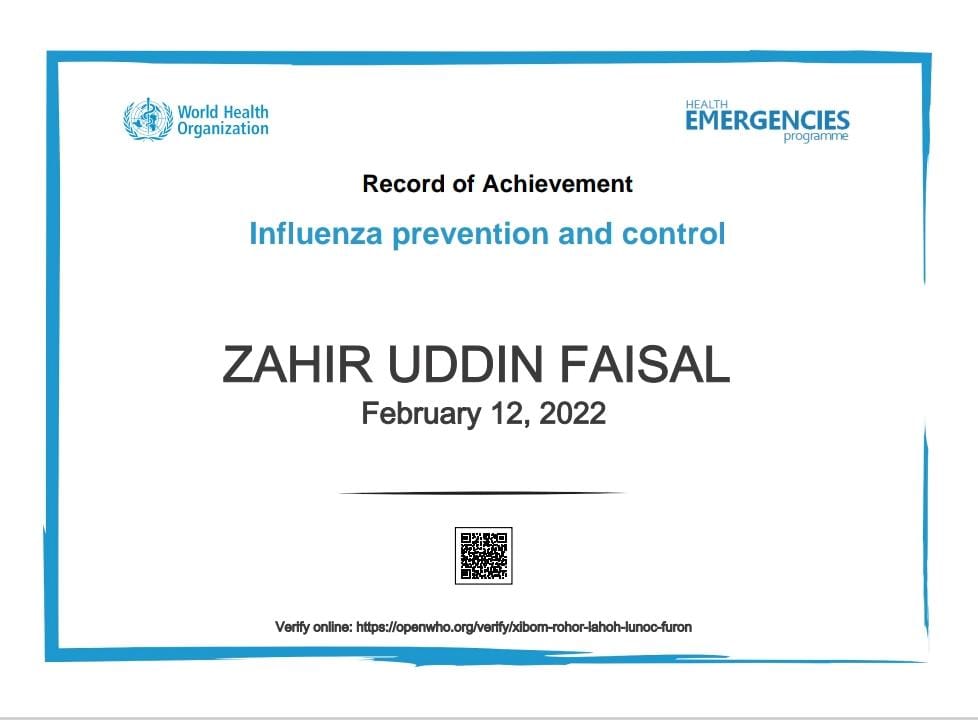 World Health
Organization
HEALTH
EMERGENCIES
programme
Record of Achievement
Influenza prevention and control
ZAHIR UDDIN FAISAL
February 12, 2022
Verify online: https://openwho.org/verify/xibom-rohor-lahoh-lunoc-furon